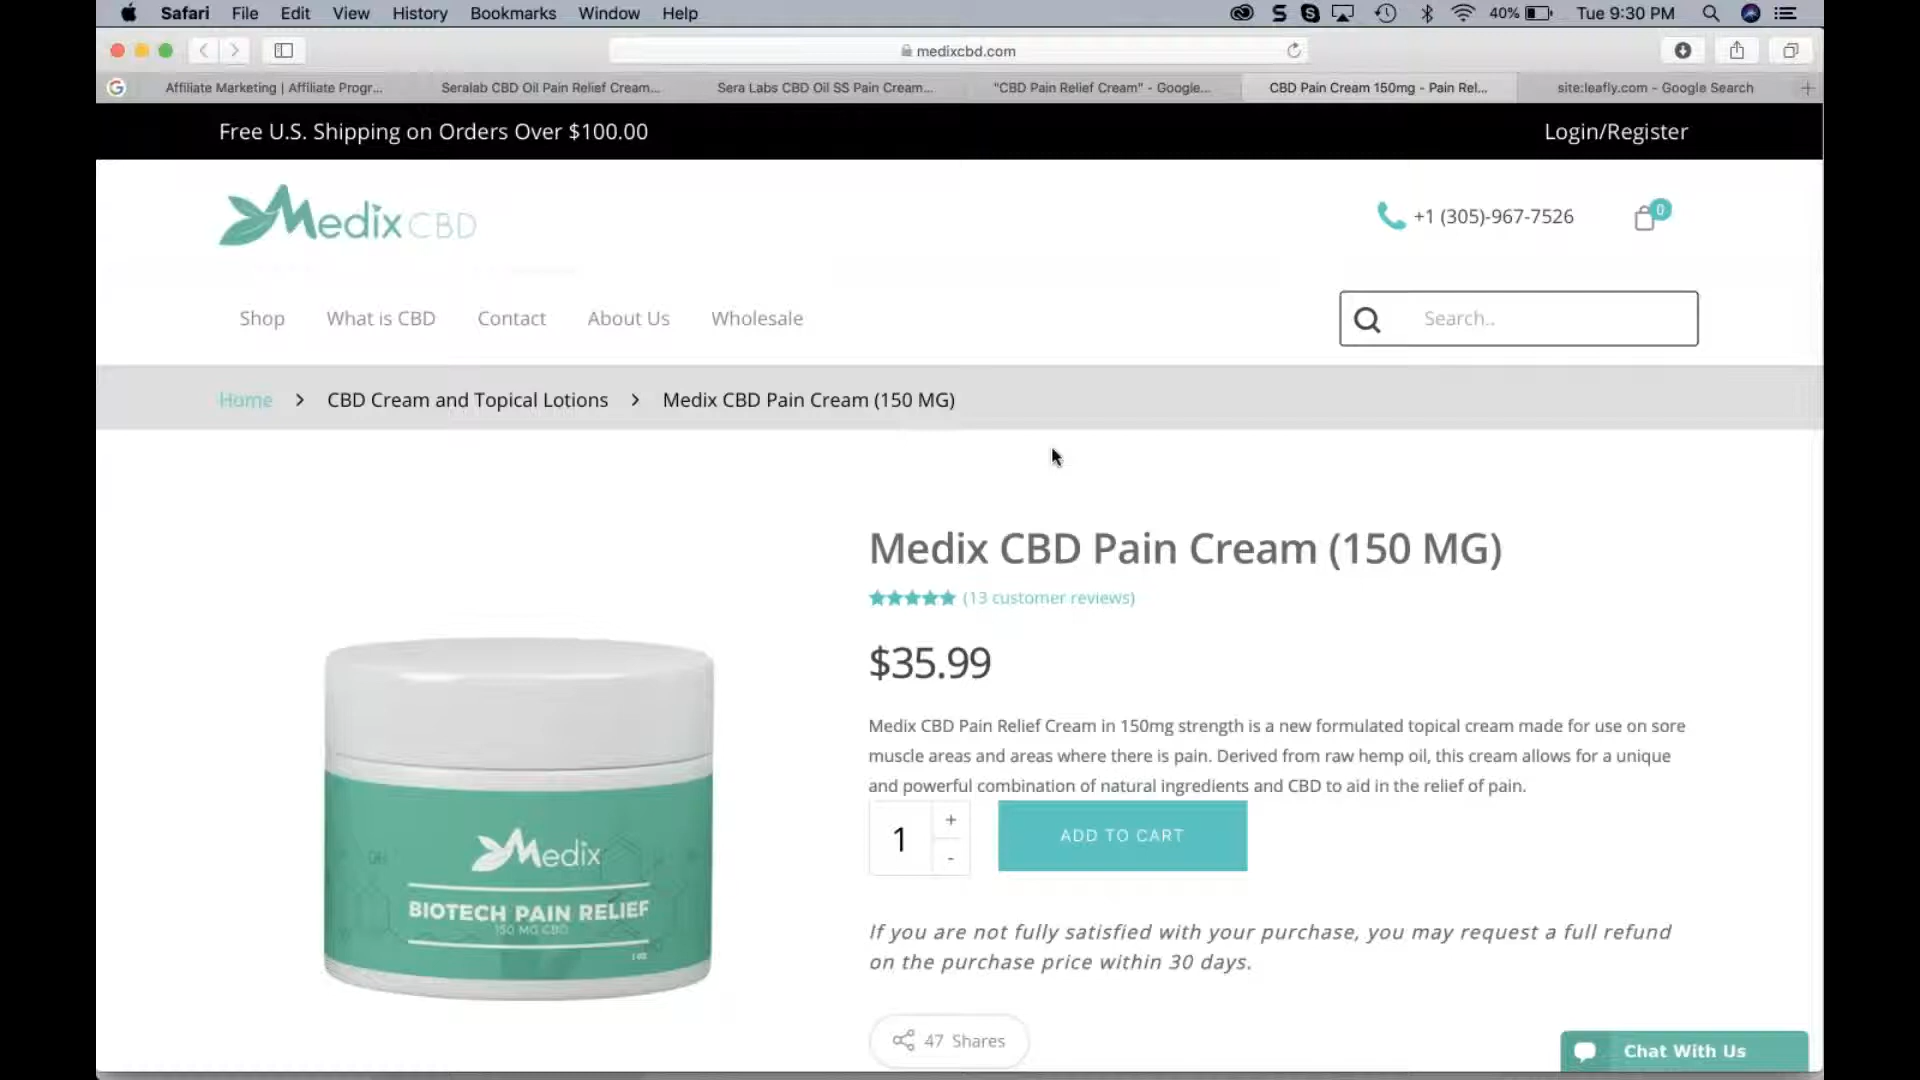 Safari File Edit View History Bookmarks Window Help 40% Tue 9:30 PM
medixcbd.com
Affiliate Marketing | Affiliate Progr... Seralab CBD Oil Pain Relief Cream... Sera Labs CBD Oil SS Pain Cream... "CBD Pain Relief Cream" - Google... CBD Pain Cream 150mg - Pain Rel... site:leafly.com - Google Search
Free U.S. Shipping on Orders Over $100.00 Login/Register
Medix CBD +1 (305)-967-7526 0
Shop What is CBD Contact About Us Wholesale Search..
Home > CBD Cream and Topical Lotions > Medix CBD Pain Cream (150 MG)
Medix CBD Pain Cream (150 MG)
(13 customer reviews)
$35.99
Medix CBD Pain Relief Cream in 150mg strength is a new formulated topical cream made for use on sore
muscle areas and areas where there is pain. Derived from raw hemp oil, this cream allows for a unique
and powerful combination of natural ingredients and CBD to aid in the relief of pain.
1 + - ADD TO CART
Medix
BIOTECH PAIN RELIEF
150 MG CBD
If you are not fully satisfied with your purchase, you may request a full refund
on the purchase price within 30 days.
47 Shares
Chat With Us